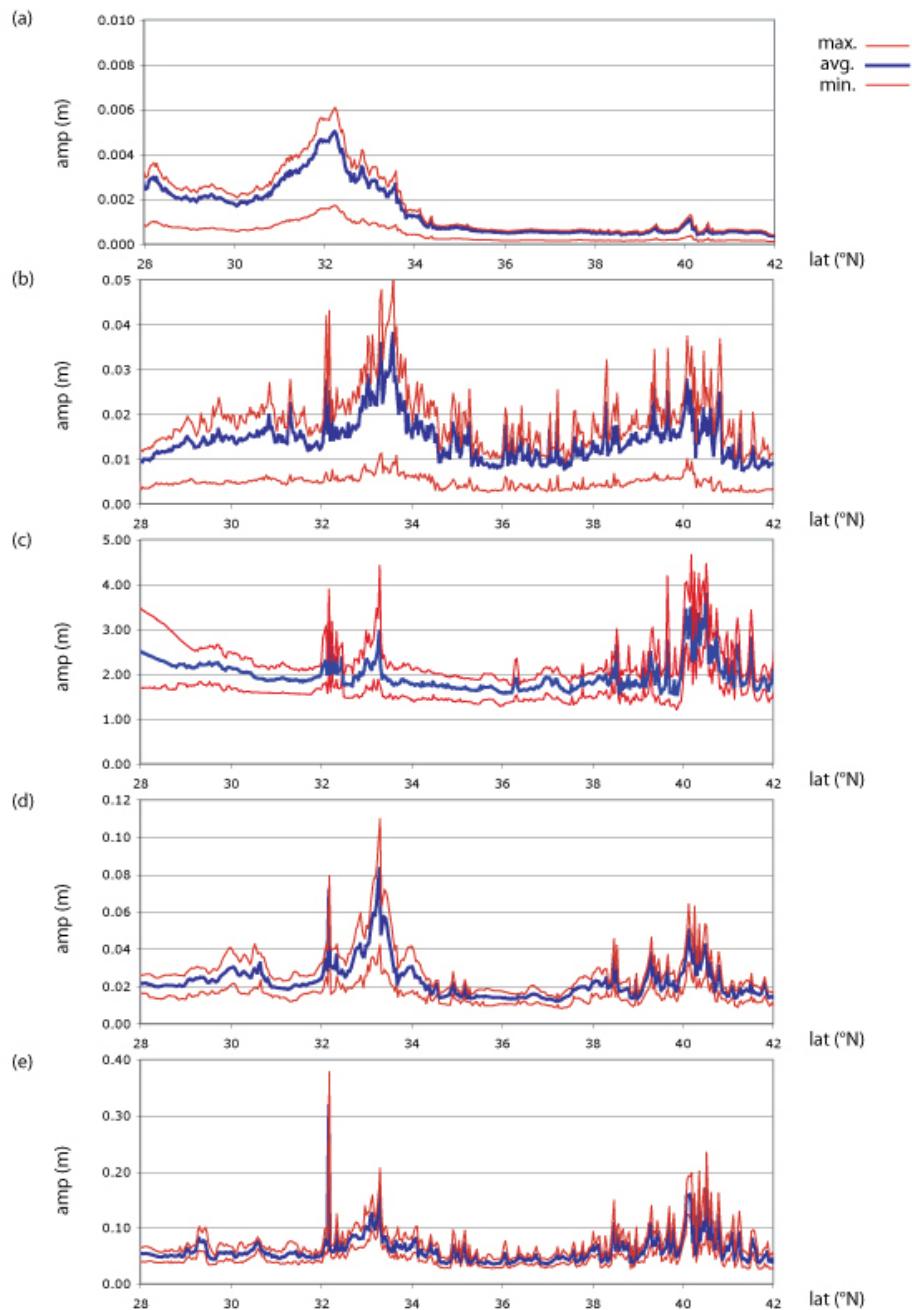 (a)
0.010
0.008
0.006
0.004
0.002
0.000
amp (m)
28 30 32 34 36 38 40 42
lat (°N)
max.
avg.
min.
(b)
0.05
0.04
0.03
0.02
0.01
0.00
amp (m)
28 30 32 34 36 38 40 42
lat (°N)
(c)
5.00
4.00
3.00
2.00
1.00
0.00
amp (m)
28 30 32 34 36 38 40 42
lat (°N)
(d)
0.12
0.10
0.08
0.06
0.04
0.02
0.00
amp (m)
28 30 32 34 36 38 40 42
lat (°N)
(e)
0.40
0.30
0.20
0.10
0.00
amp (m)
28 30 32 34 36 38 40 42
lat (°N)